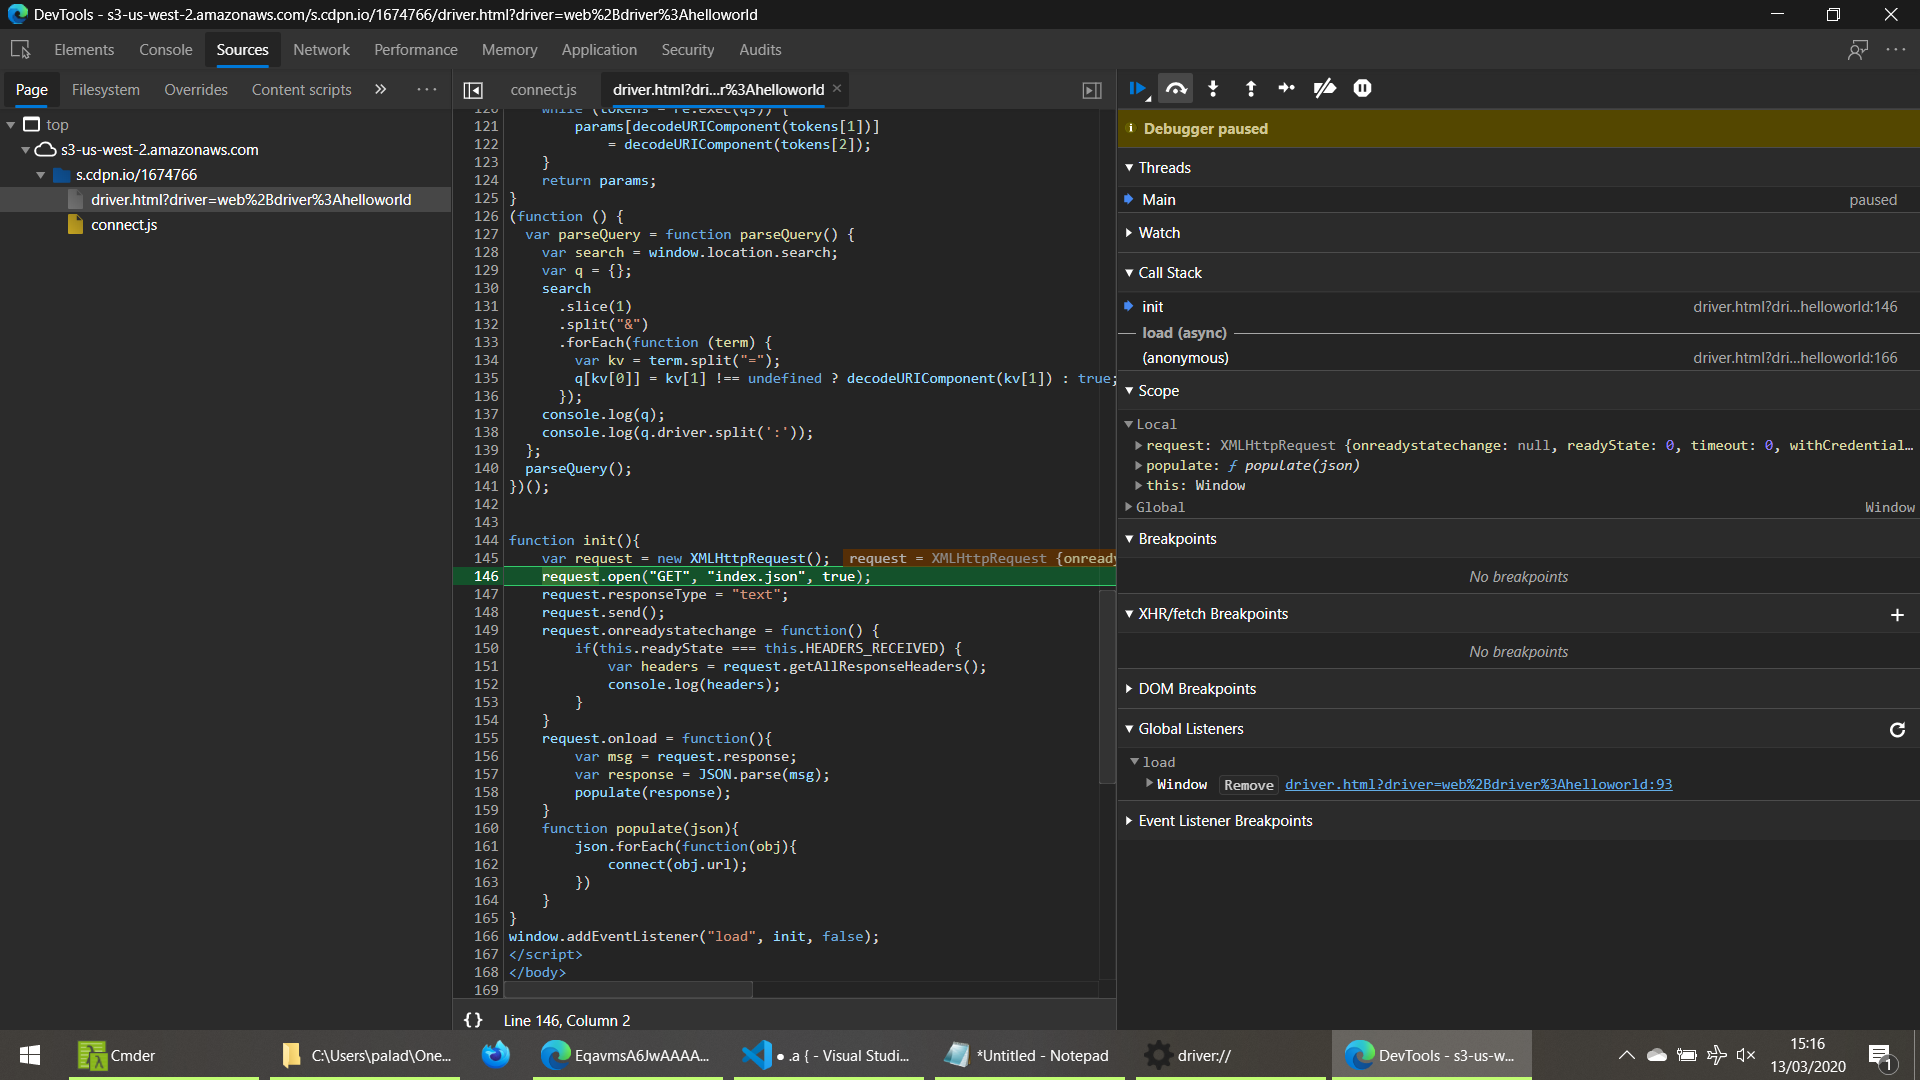 DevTools - s3-us-west-2.amazonaws.com/s.cdpn.io/1674766/driver.html?driver=web%2Bdriver%3Ahelloworld
Elements Console Sources Network Performance Memory Application Security Audits
Page Filesystem Overrides Content scripts » ···
top
s3-us-west-2.amazonaws.com
s.cdpn.io/1674766
driver.html?driver=web%2Bdriver%3Ahelloworld
connect.js
connect.js driver.html?dri...r%3Ahelloworld ×
120 while (tokens = re.exec(qs)) {
121 params[decodeURIComponent(tokens[1])]
122 = decodeURIComponent(tokens[2]);
123 }
124 return params;
125 }
126 (function () {
127 var parseQuery = function parseQuery() {
128 var search = window.location.search;
129 var q = {};
130 search
131 .slice(1)
132 .split("&")
133 .forEach(function (term) {
134 var kv = term.split("=");
135 q[kv[0]] = kv[1] !== undefined ? decodeURIComponent(kv[1]) : true;
136 });
137 console.log(q);
138 console.log(q.driver.split(':'));
139 };
140 parseQuery();
141 })();
142
143
144 function init(){
145 var request = new XMLHttpRequest(); request = XMLHttpRequest {onready
146 request.open("GET", "index.json", true);
147 request.responseType = "text";
148 request.send();
149 request.onreadystatechange = function() {
150 if(this.readyState === this.HEADERS_RECEIVED) {
151 var headers = request.getAllResponseHeaders();
152 console.log(headers);
153 }
154 }
155 request.onload = function(){
156 var msg = request.response;
157 var response = JSON.parse(msg);
158 populate(response);
159 }
160 function populate(json){
161 json.forEach(function(obj){
162 connect(obj.url);
163 })
164 }
165 }
166 window.addEventListener("load", init, false);
167 </script>
168 </body>
169
{} Line 146, Column 2
Debugger paused
Threads
Main paused
Watch
Call Stack
init driver.html?dri...helloworld:146
load (async)
(anonymous) driver.html?dri...helloworld:166
Scope
Local
request: XMLHttpRequest {onreadystatechange: null, readyState: 0, timeout: 0, withCredential...
populate: ƒ populate(json)
this: Window
Global Window
Breakpoints
No breakpoints
XHR/fetch Breakpoints +
No breakpoints
DOM Breakpoints
Global Listeners
load
Window Remove driver.html?driver=web%2Bdriver%3Ahelloworld:93
Event Listener Breakpoints
Cmder
C:\Users\palad\One...
EqavmsA6JwAAAA...
● .a { - Visual Studi...
*Untitled - Notepad
driver://
DevTools - s3-us-w...
15:16
13/03/2020
1